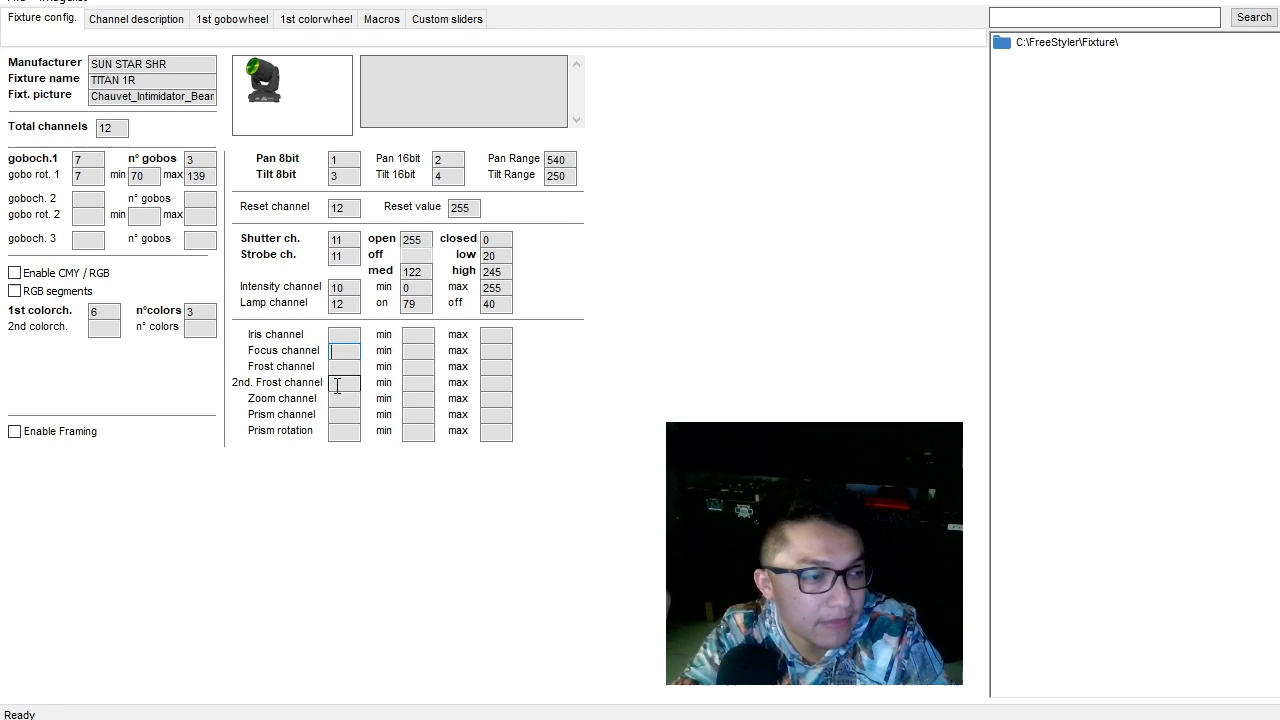 Fixture config. Channel description 1st gobowheel 1st colorwheel Macros Custom sliders Search
C:\FreeStyler\Fixture\
Manufacturer SUN STAR SHR
Fixture name TITAN 1R
Fixt. picture Chauvet_Intimidator_Bear
Total channels 12
goboch.1 7 n° gobos 3
gobo rot. 1 7 min 70 max 139
goboch. 2 n° gobos
gobo rot. 2 min max
goboch. 3 n° gobos
Enable CMY / RGB
RGB segments
1st colorch. 6 n°colors 3
2nd colorch. n° colors
Enable Framing
Pan 8bit 1 Pan 16bit 2 Pan Range 540
Tilt 8bit 3 Tilt 16bit 4 Tilt Range 250
Reset channel 12 Reset value 255
Shutter ch. 11 open 255 closed 0
Strobe ch. 11 off low 20
med 122 high 245
Intensity channel 10 min 0 max 255
Lamp channel 12 on 79 off 40
Iris channel min max
Focus channel min max
Frost channel min max
2nd. Frost channel min max
Zoom channel min max
Prism channel min max
Prism rotation min max
Ready